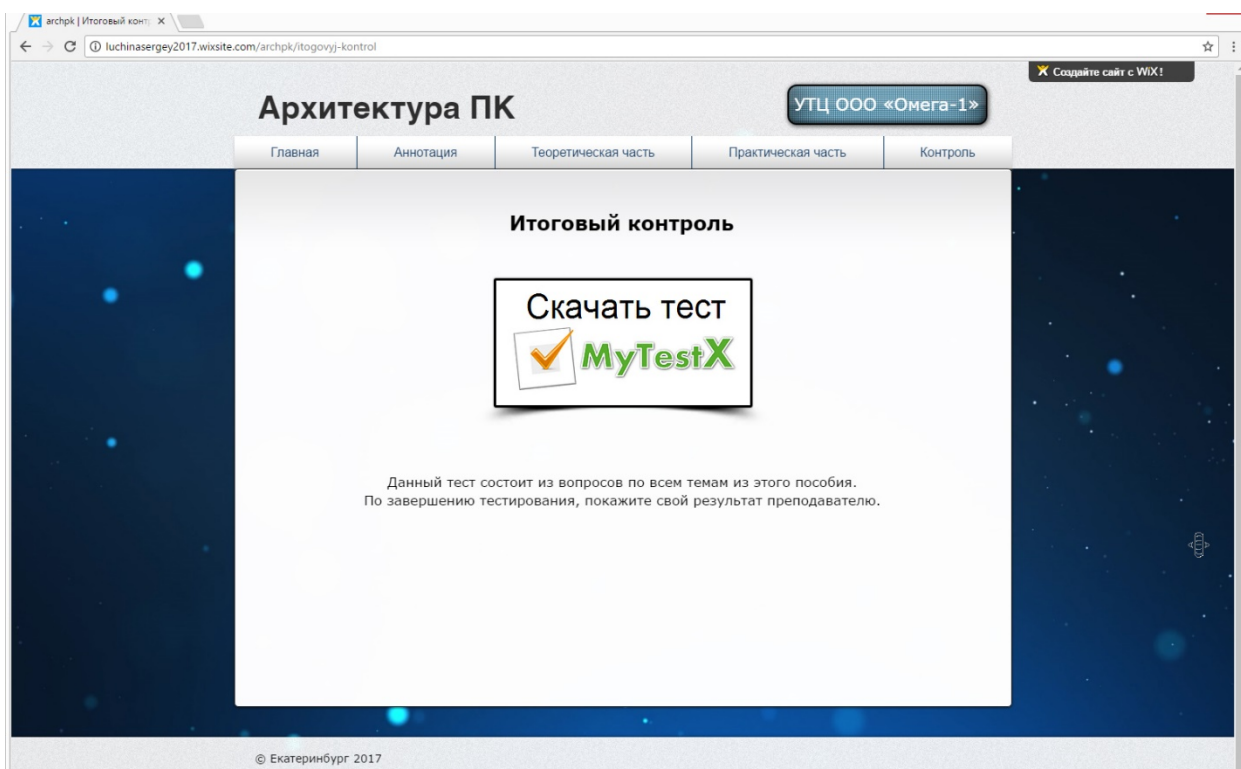 archpk | Итоговый конт
luchinasergey2017.wixsite.com/archpk/itogovyj-kontrol
Создайте сайт с WiX!
Архитектура ПК
УТЦ ООО «Омега-1»
Главная Аннотация Теоретическая часть Практическая часть Контроль
Итоговый контроль
Скачать тест
MyTestX
Данный тест состоит из вопросов по всем темам из этого пособия.
По завершению тестирования, покажите свой результат преподавателю.
© Екатеринбург 2017